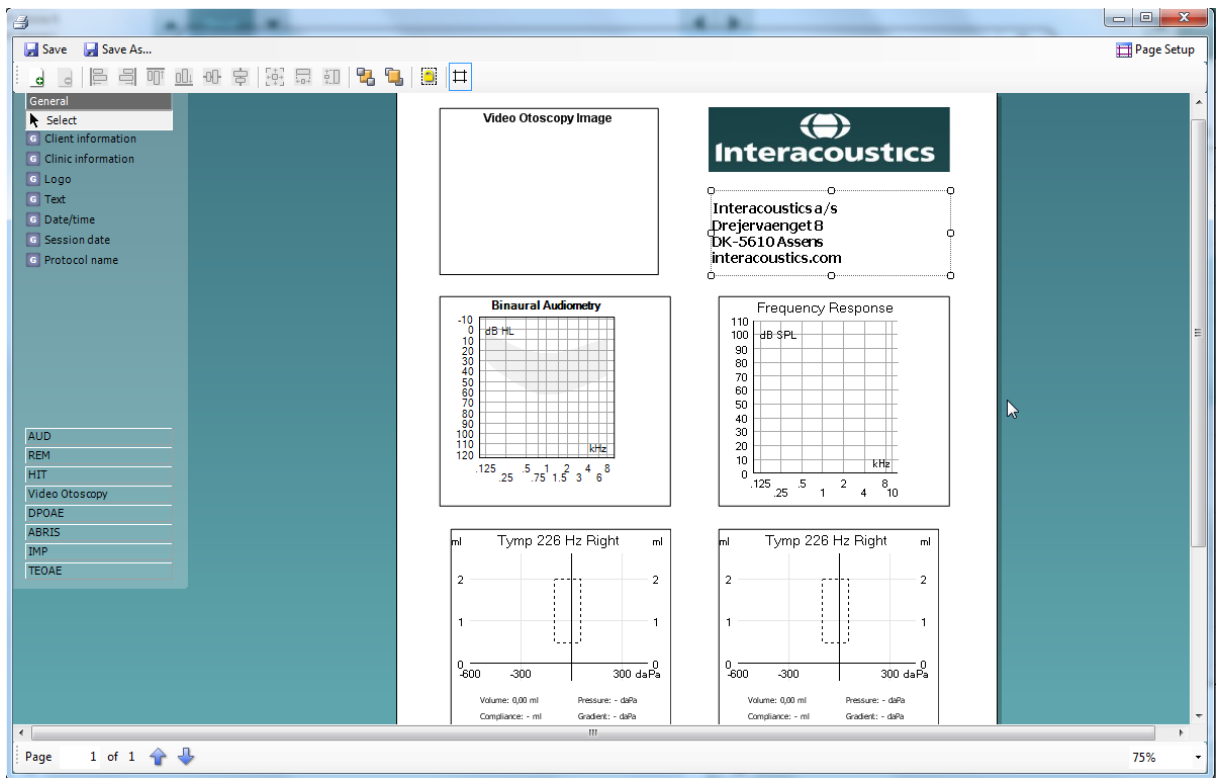 Save Save As... Page Setup
General
Select
Client information
Clinic information
Logo
Text
Date/time
Session date
Protocol name
AUD
REM
HIT
Video Otoscopy
DPOAE
ABRIS
IMP
TEOAE
Video Otoscopy Image
Interacoustics
Interacoustics a/s
Drejervaenget 8
DK-5610 Assens
interacoustics.com
Binaural Audiometry
-10
0 dB HL
10
20
30
40
50
60
70
80
90
100
110 kHz
120
.125 .5 1 2 4 8
.25 .75 1.5 3 6
Frequency Response
110
100 dB SPL
90
80
70
60
50
40
30
20
10 kHz
0
.125 .5 2 8
.25 1 4 10
ml Tymp 226 Hz Right ml
2 2
1 1
0 0
-600 -300 300 daPa
Volume: 0,00 ml Pressure: - daPa
Compliance: - ml Gradient: - daPa
ml Tymp 226 Hz Right ml
2 2
1 1
0 0
-600 -300 300 daPa
Volume: 0,00 ml Pressure: - daPa
Compliance: - ml Gradient: - daPa
Page 1 of 1 75%